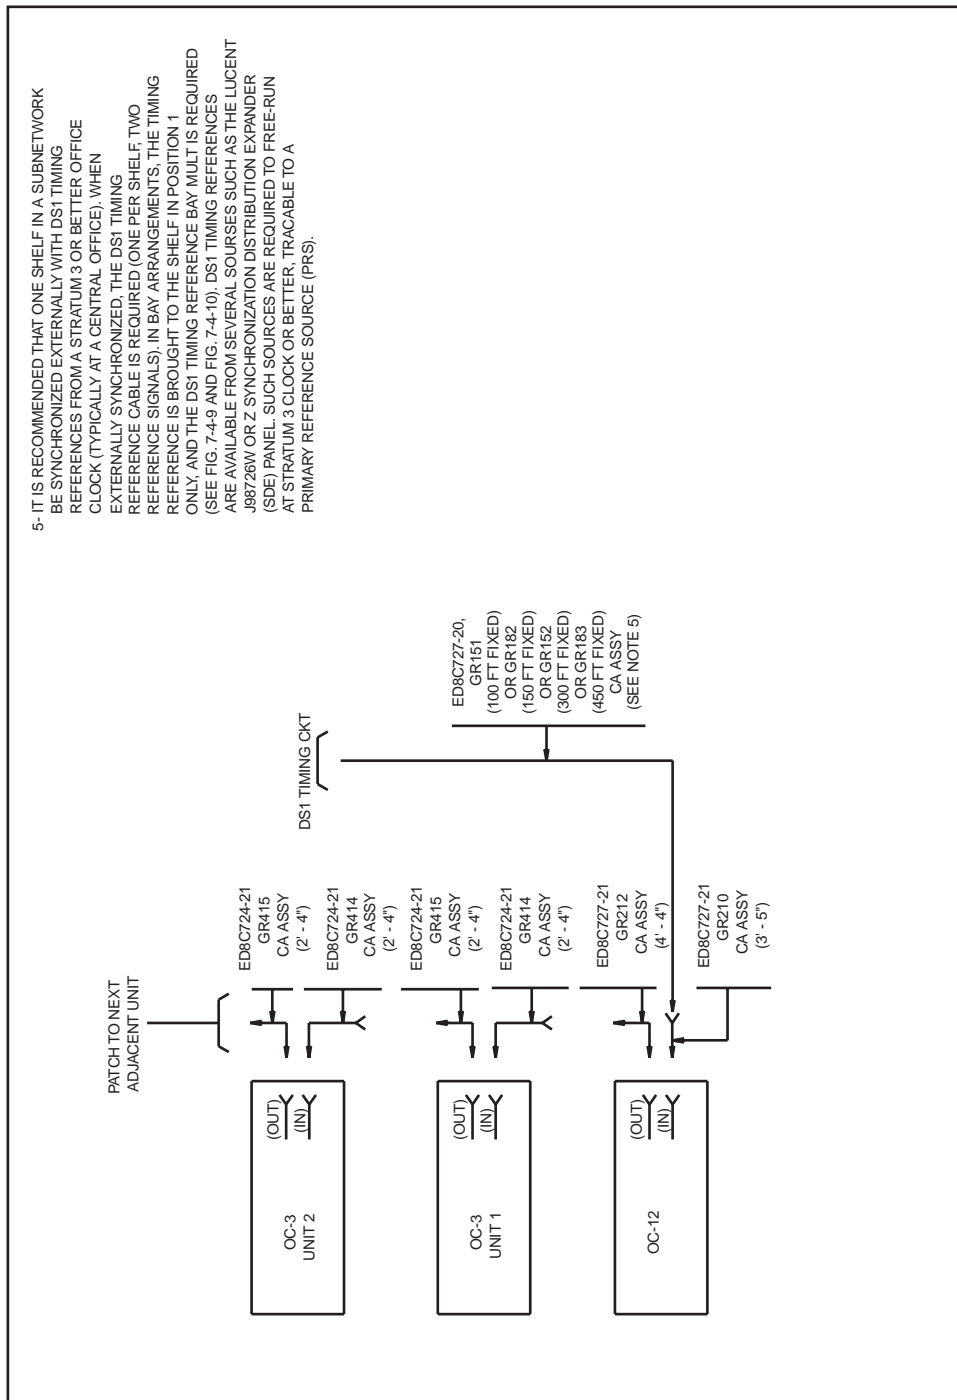 5- IT IS RECOMMENDED THAT ONE SHELF IN A SUBNETWORK
BE SYNCHRONIZED EXTERNALLY WITH DS1 TIMING
REFERENCES FROM A STRATUM 3 OR BETTER OFFICE
CLOCK (TYPICALLY AT A CENTRAL OFFICE). WHEN
EXTERNALLY SYNCHRONIZED, THE DS1 TIMING
REFERENCE CABLE IS REQUIRED (ONE PER SHELF, TWO
REFERENCE SIGNALS). IN BAY ARRANGEMENTS, THE TIMING
REFERENCE IS BROUGHT TO THE SHELF IN POSITION 1
ONLY, AND THE DS1 TIMING REFERENCE BAY MULT IS REQUIRED
(SEE FIG. 7-4-9 AND FIG. 7-4-10). DS1 TIMING REFERENCES
ARE AVAILABLE FROM SEVERAL SOURSES SUCH AS THE LUCENT
J98726W OR Z SYNCHRONIZATION DISTRIBUTION EXPANDER
(SDE) PANEL. SUCH SOURCES ARE REQUIRED TO FREE-RUN
AT STRATUM 3 CLOCK OR BETTER, TRACABLE TO A
PRIMARY REFERENCE SOURCE (PRS).
PATCH TO NEXT
ADJACENT UNIT
DS1 TIMING CKT
ED8C727-20,
GR151
(100 FT FIXED)
OR GR182
(150 FT FIXED)
OR GR152
(300 FT FIXED)
OR GR183
(450 FT FIXED)
CA ASSY
(SEE NOTE 5)
ED8C724-21
GR415
CA ASSY
(2' - 4")
ED8C724-21
GR414
CA ASSY
(2' - 4")
ED8C724-21
GR415
CA ASSY
(2' - 4")
ED8C724-21
GR414
CA ASSY
(2' - 4")
ED8C727-21
GR212
CA ASSY
(4' - 4")
ED8C727-21
GR210
CA ASSY
(3' - 5")
OC-3
UNIT 2
(OUT)
(IN)
OC-3
UNIT 1
(OUT)
(IN)
OC-12
(OUT)
(IN)